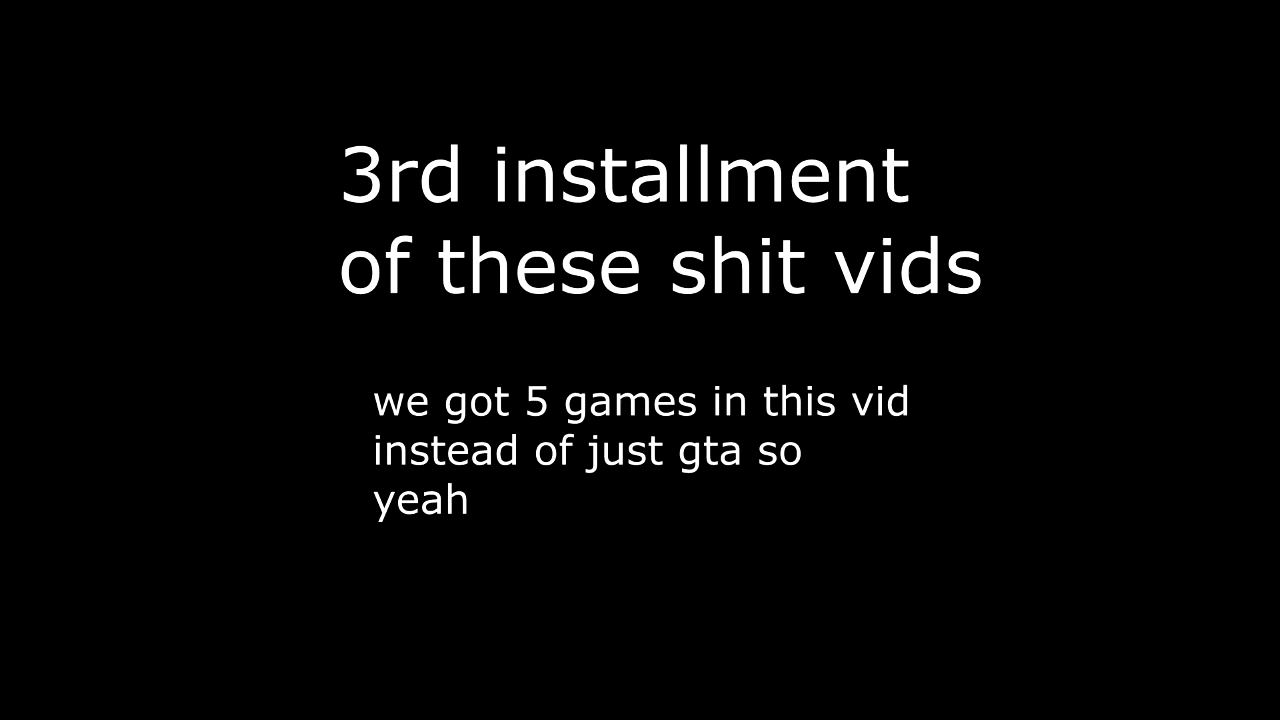 3rd installment
of these shit vids
we got 5 games in this vid
instead of just gta so
yeah